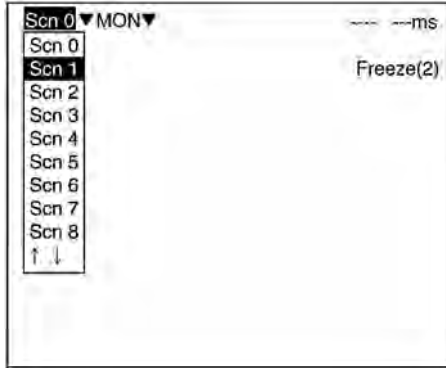 Scn 0▼MON▼ ---- --ms
Scn 0
Scn 1 Freeze(2)
Scn 2
Scn 3
Scn 4
Scn 5
Scn 6
Scn 7
Scn 8
↑ ↓